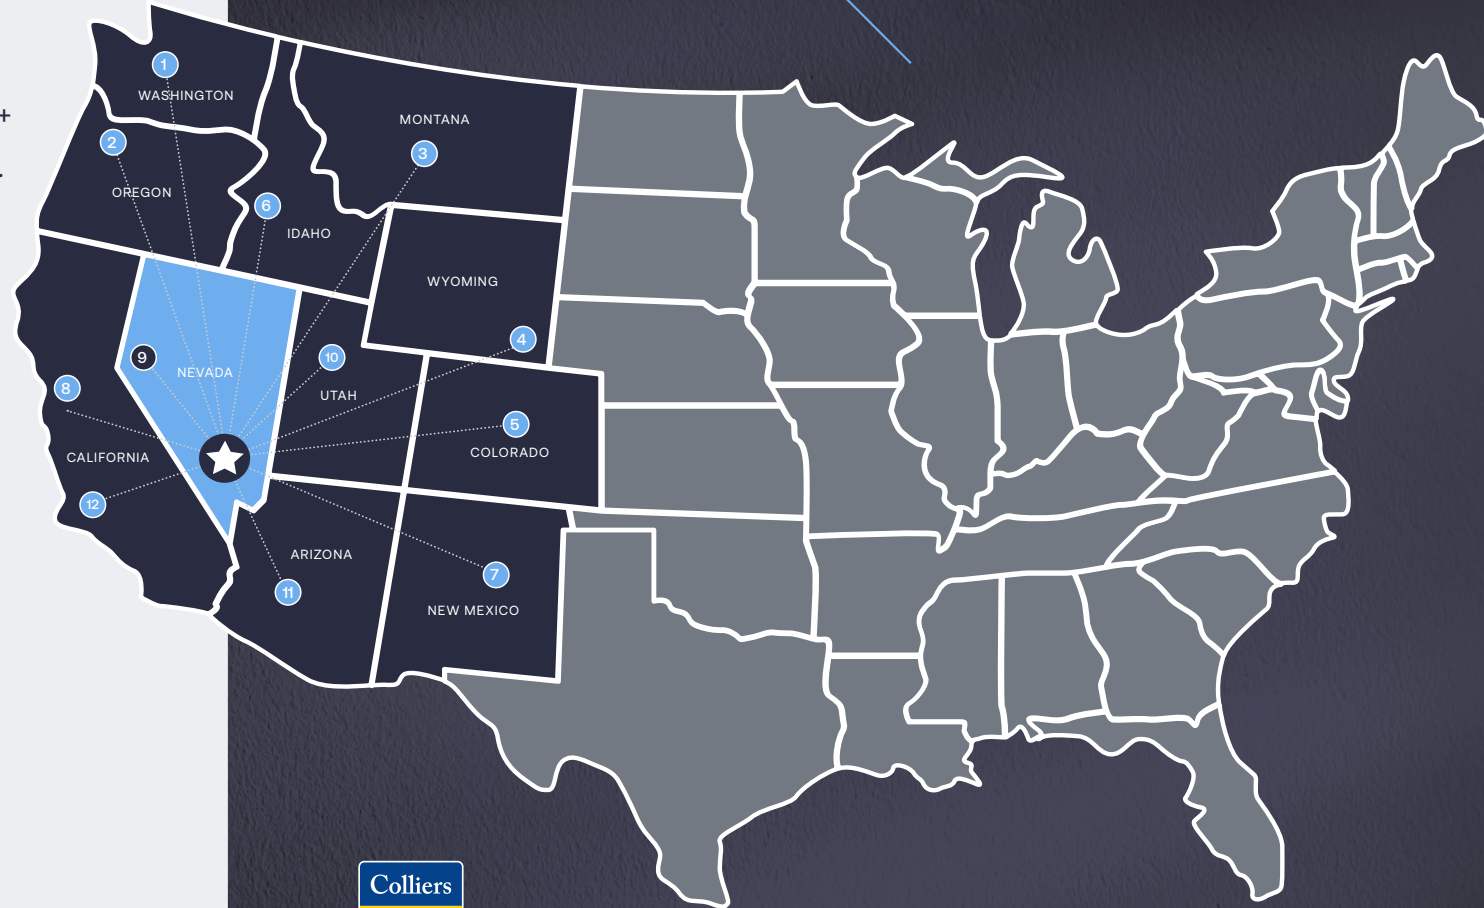 1
WASHINGTON
+
MONTANA
2
3
OREGON
6
IDAHO
WYOMING
4
9
10
NEVADA
8
UTAH
5
COLORADO
CALIFORNIA
12
ARIZONA
7
11
NEW MEXICO
Colliers